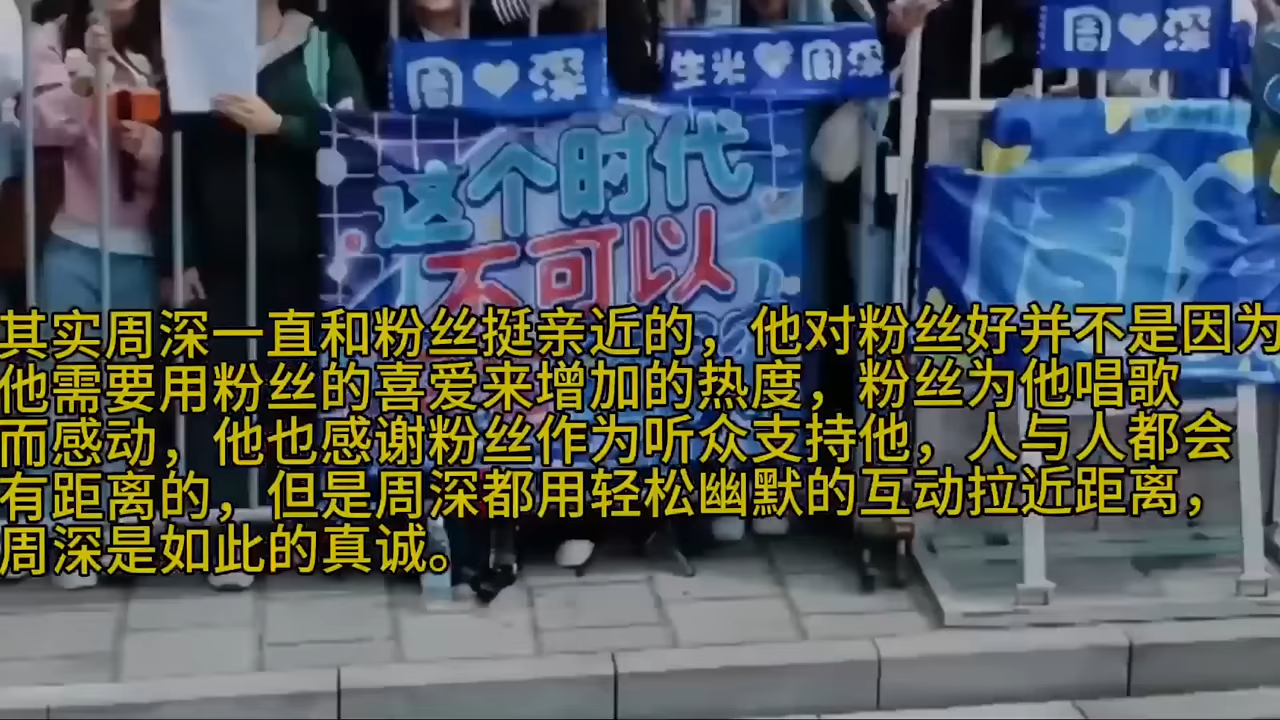 周 深
生米 周深
周 深
这个时代
不可以
其实周深一直和粉丝挺亲近的，他对粉丝好并不是因为
他需要用粉丝的喜爱来增加的热度，粉丝为他唱歌
而感动，他也感谢粉丝作为听众支持他，人与人都会
有距离的，但是周深都用轻松幽默的互动拉近距离，
周深是如此的真诚。